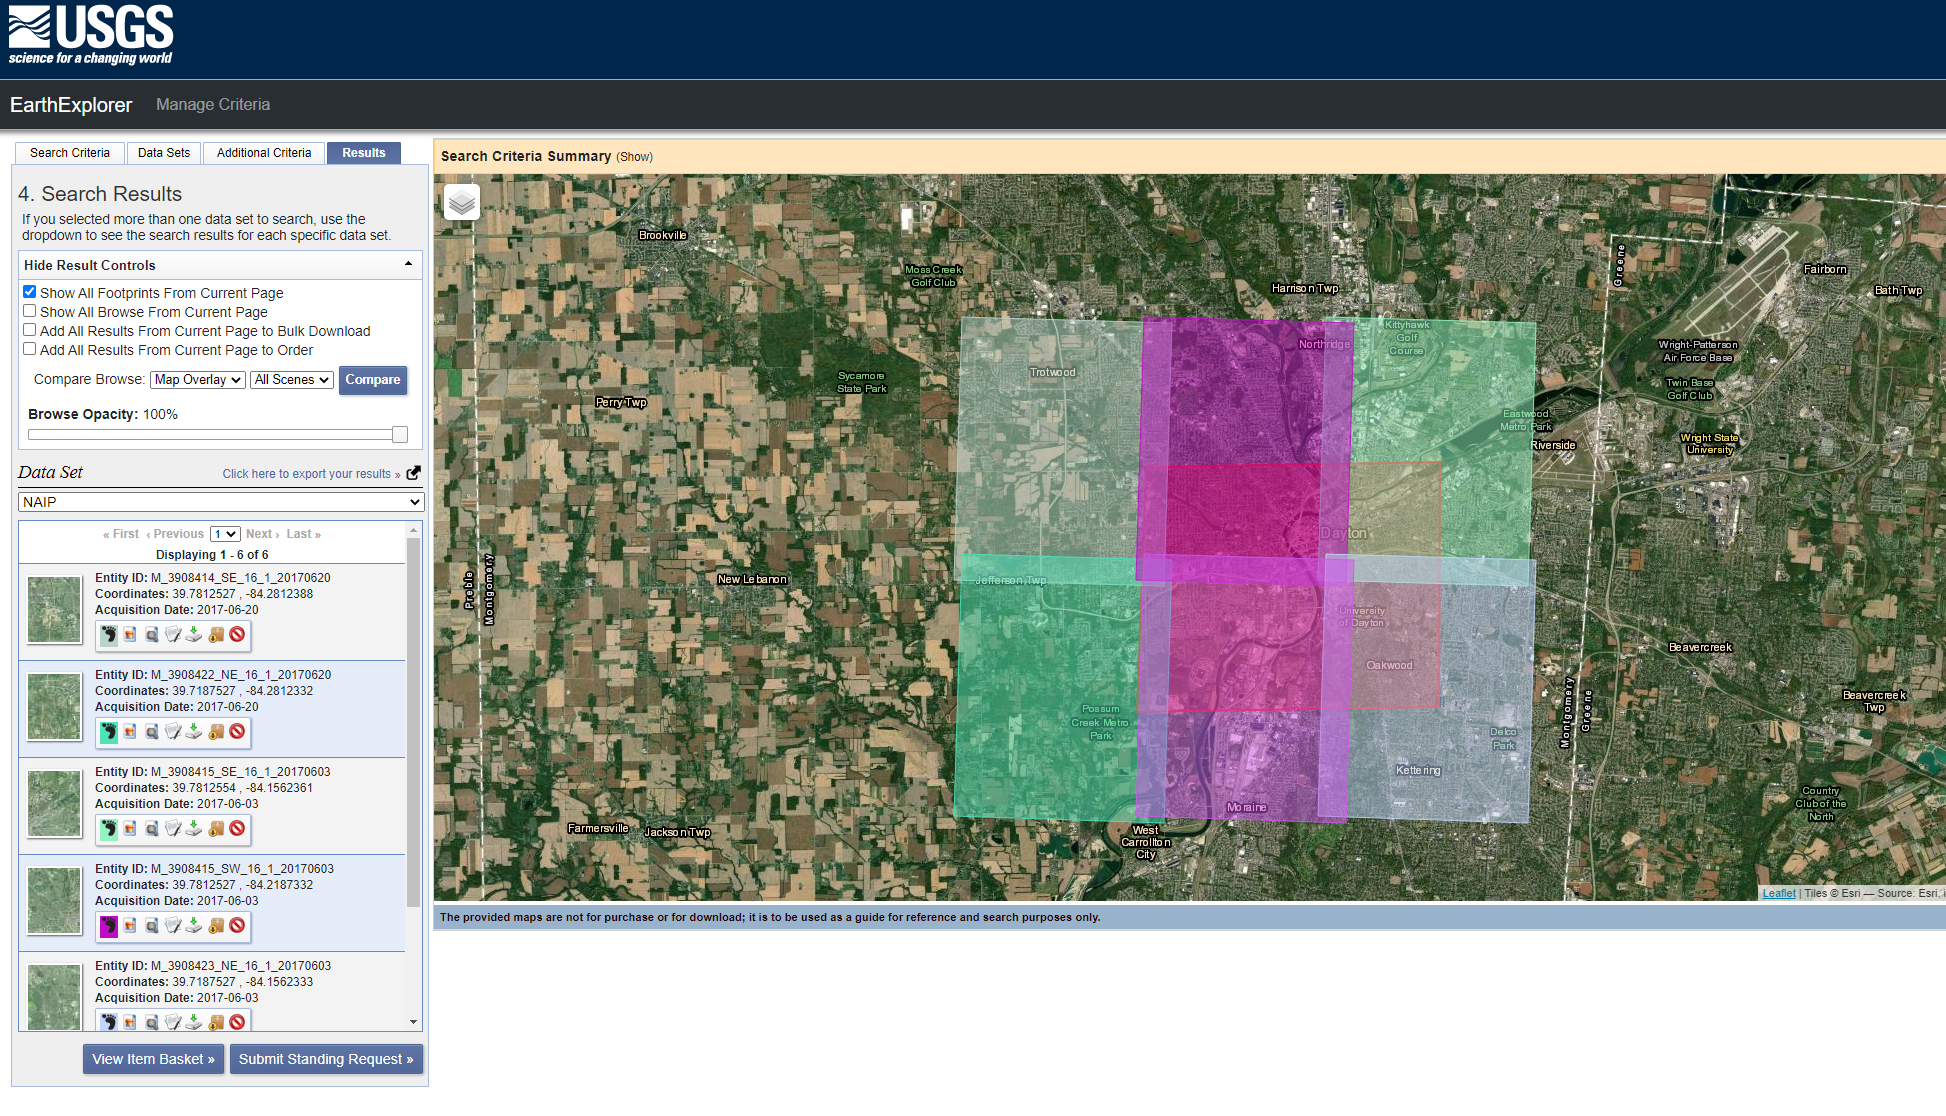 USGS
science for a changing world
EarthExplorer
Manage Criteria
Search Criteria
Data Sets
Additional Criteria
Results
4. Search Results
If you selected more than one data set to search, use the
dropdown to see the search results for each specific data set.
Hide Result Controls
Show All Footprints From Current Page
Show All Browse From Current Page
Add All Results From Current Page to Bulk Download
Add All Results From Current Page to Order
Compare Browse: Map Overlay All Scenes Compare
Browse Opacity: 100%
Data Set
Click here to export your results »
NAIP
« First ‹ Previous 1 Next › Last »
Displaying 1 - 6 of 6
Entity ID: M_3908414_SE_16_1_20170620
Coordinates: 39.7812527 , -84.2812388
Acquisition Date: 2017-06-20
Entity ID: M_3908422_NE_16_1_20170620
Coordinates: 39.7187527 , -84.2812332
Acquisition Date: 2017-06-20
Entity ID: M_3908415_SE_16_1_20170603
Coordinates: 39.7812554 , -84.1562361
Acquisition Date: 2017-06-03
Entity ID: M_3908415_SW_16_1_20170603
Coordinates: 39.7812527 , -84.2187332
Acquisition Date: 2017-06-03
Entity ID: M_3908423_NE_16_1_20170603
Coordinates: 39.7187527 , -84.1562333
Acquisition Date: 2017-06-03
View Item Basket »
Submit Standing Request »
Search Criteria Summary (Show)
Brookville
Moss Creek
Golf Club
Harrison Twp
Greene
Fairborn
Bath Twp
Kittyhawk
Golf
Course
Northridge
Wright-Patterson
Air Force Base
Trotwood
Sycamore
State Park
Twin Base
Golf Club
Perry Twp
Eastwood
Metro Park
Riverside
Wright State
University
Dayton
Preble
Montgomery
New Lebanon
Jefferson Twp
University
of Dayton
Oakwood
Beavercreek
Beavercreek
Twp
Possum
Creek Metro
Park
Montgomery
Greene
Delco
Park
Kettering
Moraine
Country
Club of the
North
Farmersville
Jackson Twp
West
Carrollton
City
Leaflet | Tiles © Esri — Source: Esri, i
The provided maps are not for purchase or for download; it is to be used as a guide for reference and search purposes only.